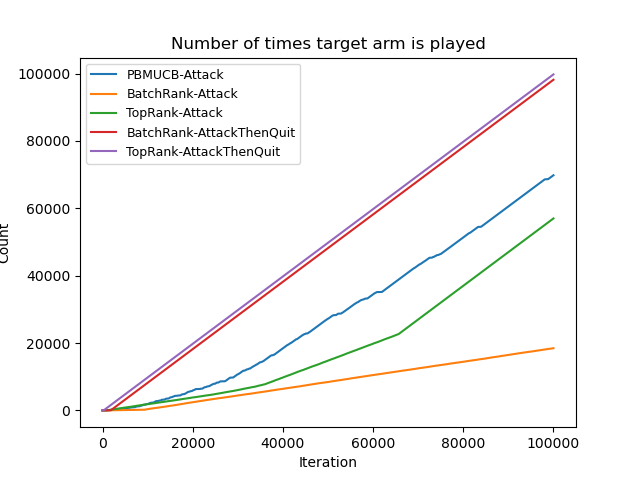 Number of times target arm is played
PBMUCB-Attack
BatchRank-Attack
TopRank-Attack
BatchRank-AttackThenQuit
TopRank-AttackThenQuit
100000
80000
60000
40000
20000
0
Count
0 20000 40000 60000 80000 100000
Iteration